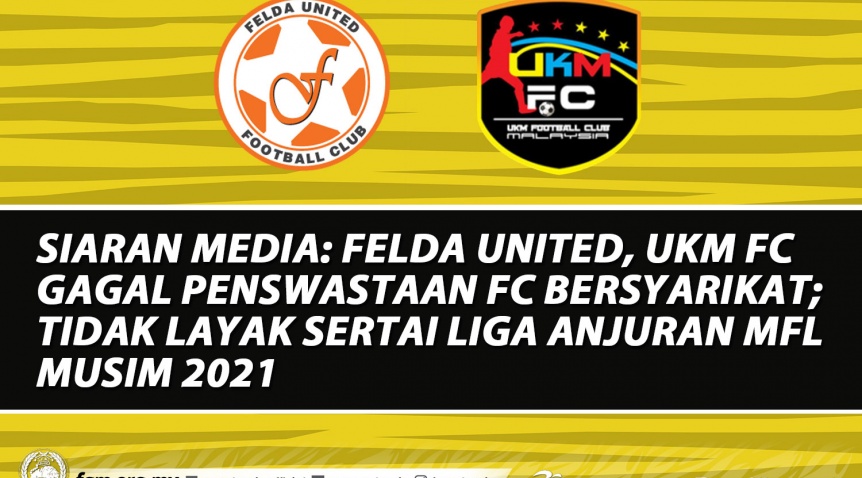 FELDA UNITED
f
FOOTBALL CLUB
UKM
FC
UKM FOOTBALL CLUB
MALAYSIA
SIARAN MEDIA: FELDA UNITED, UKM FC
GAGAL PENSWASTAAN FC BERSYARIKAT;
TIDAK LAYAK SERTAI LIGA ANJURAN MFL
MUSIM 2021